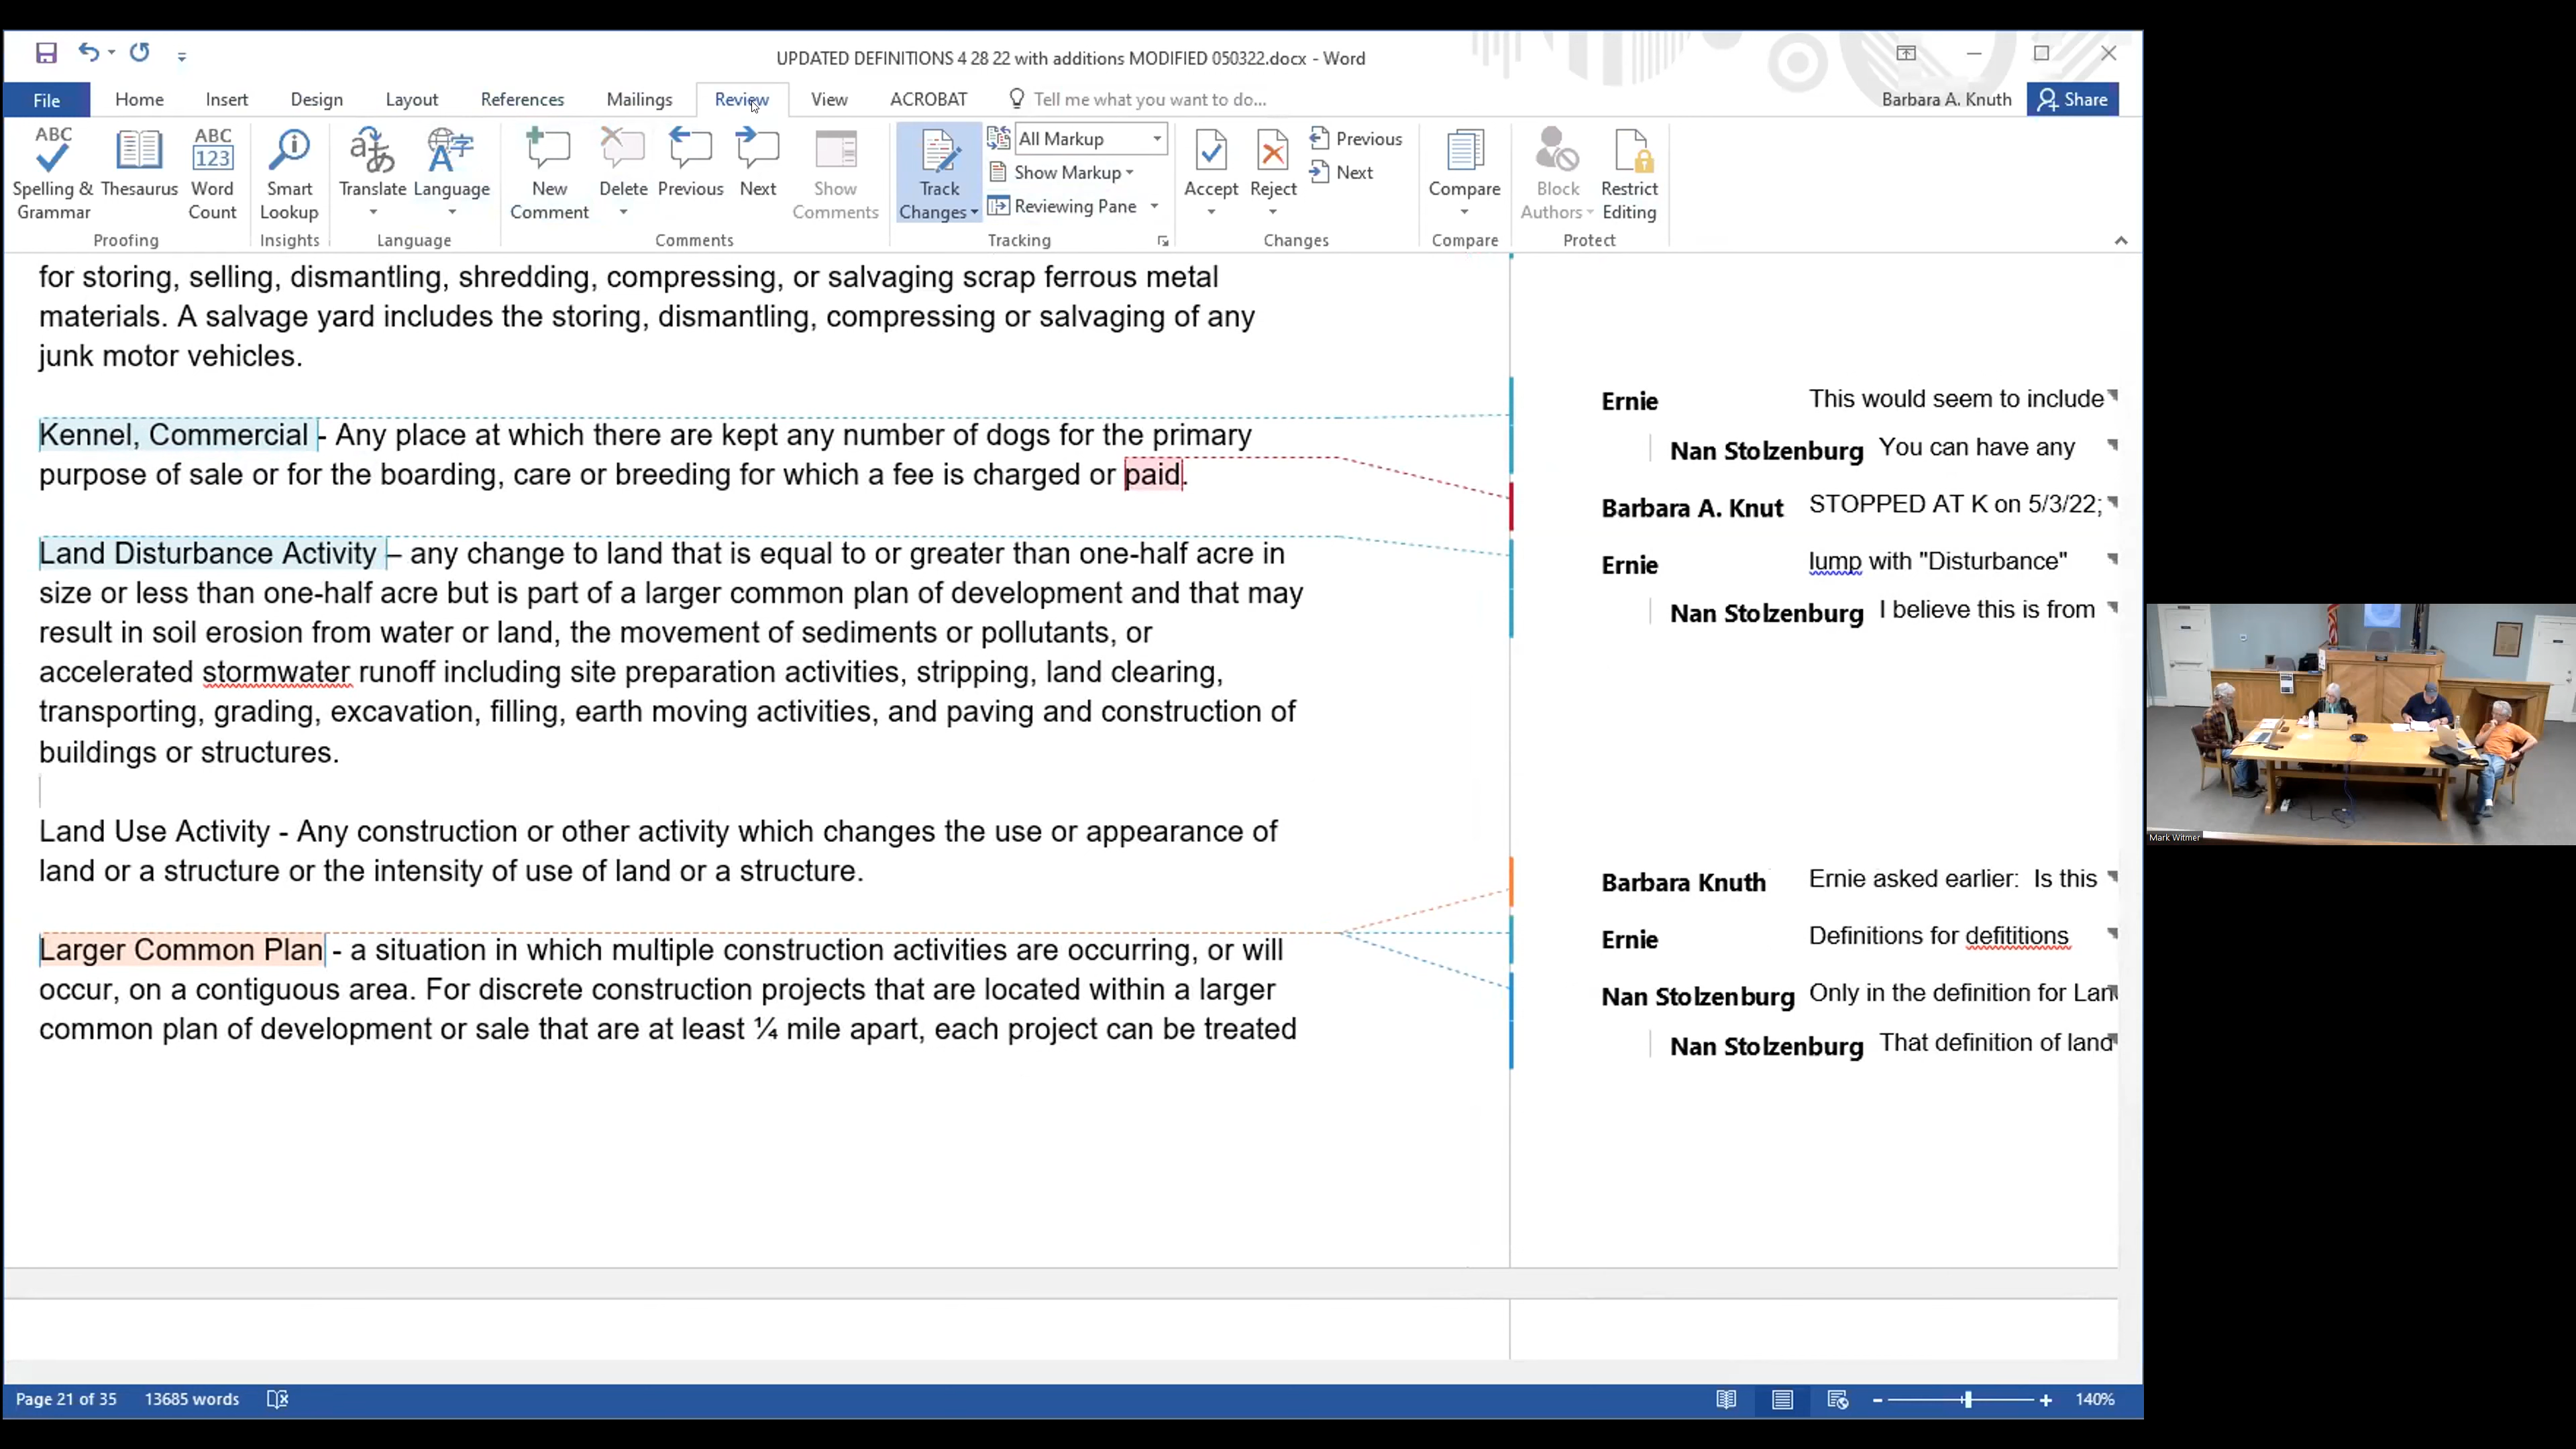 UPDATED DEFINITIONS 4 28 22 with additions MODIFIED 050322.docx - Word
File Home Insert Design Layout References Mailings Review View ACROBAT Tell me what you want to do... Barbara A. Knuth Share
ABC Spelling & Grammar
Thesaurus
ABC 123 Word Count
Smart Lookup
Translate
Language
New Comment
Delete
Previous
Next
Show Comments
Track Changes
All Markup
Show Markup
Reviewing Pane
Accept
Reject
Previous
Next
Compare
Block Authors
Restrict Editing
Proofing Insights Language Comments Tracking Changes Compare Protect
for storing, selling, dismantling, shredding, compressing, or salvaging scrap ferrous metal
materials. A salvage yard includes the storing, dismantling, compressing or salvaging of any
junk motor vehicles.
Kennel, Commercial - Any place at which there are kept any number of dogs for the primary
purpose of sale or for the boarding, care or breeding for which a fee is charged or paid.
Land Disturbance Activity – any change to land that is equal to or greater than one-half acre in
size or less than one-half acre but is part of a larger common plan of development and that may
result in soil erosion from water or land, the movement of sediments or pollutants, or
accelerated stormwater runoff including site preparation activities, stripping, land clearing,
transporting, grading, excavation, filling, earth moving activities, and paving and construction of
buildings or structures.
Land Use Activity - Any construction or other activity which changes the use or appearance of
land or a structure or the intensity of use of land or a structure.
Larger Common Plan - a situation in which multiple construction activities are occurring, or will
occur, on a contiguous area. For discrete construction projects that are located within a larger
common plan of development or sale that are at least ¼ mile apart, each project can be treated
Ernie This would seem to include
Nan Stolzenburg You can have any
Barbara A. Knut STOPPED AT K on 5/3/22;
Ernie lump with "Disturbance"
Nan Stolzenburg I believe this is from
Barbara Knuth Ernie asked earlier: Is this
Ernie Definitions for defititions
Nan Stolzenburg Only in the definition for Lan
Nan Stolzenburg That definition of land
Mark Witmer
Page 21 of 35 13685 words 140%